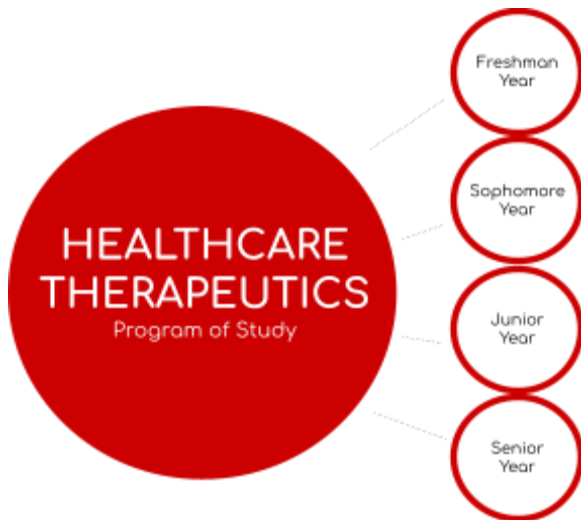 HEALTHCARE
THERAPEUTICS
Program of Study
Freshman
Year
Sophomore
Year
Junior
Year
Senior
Year